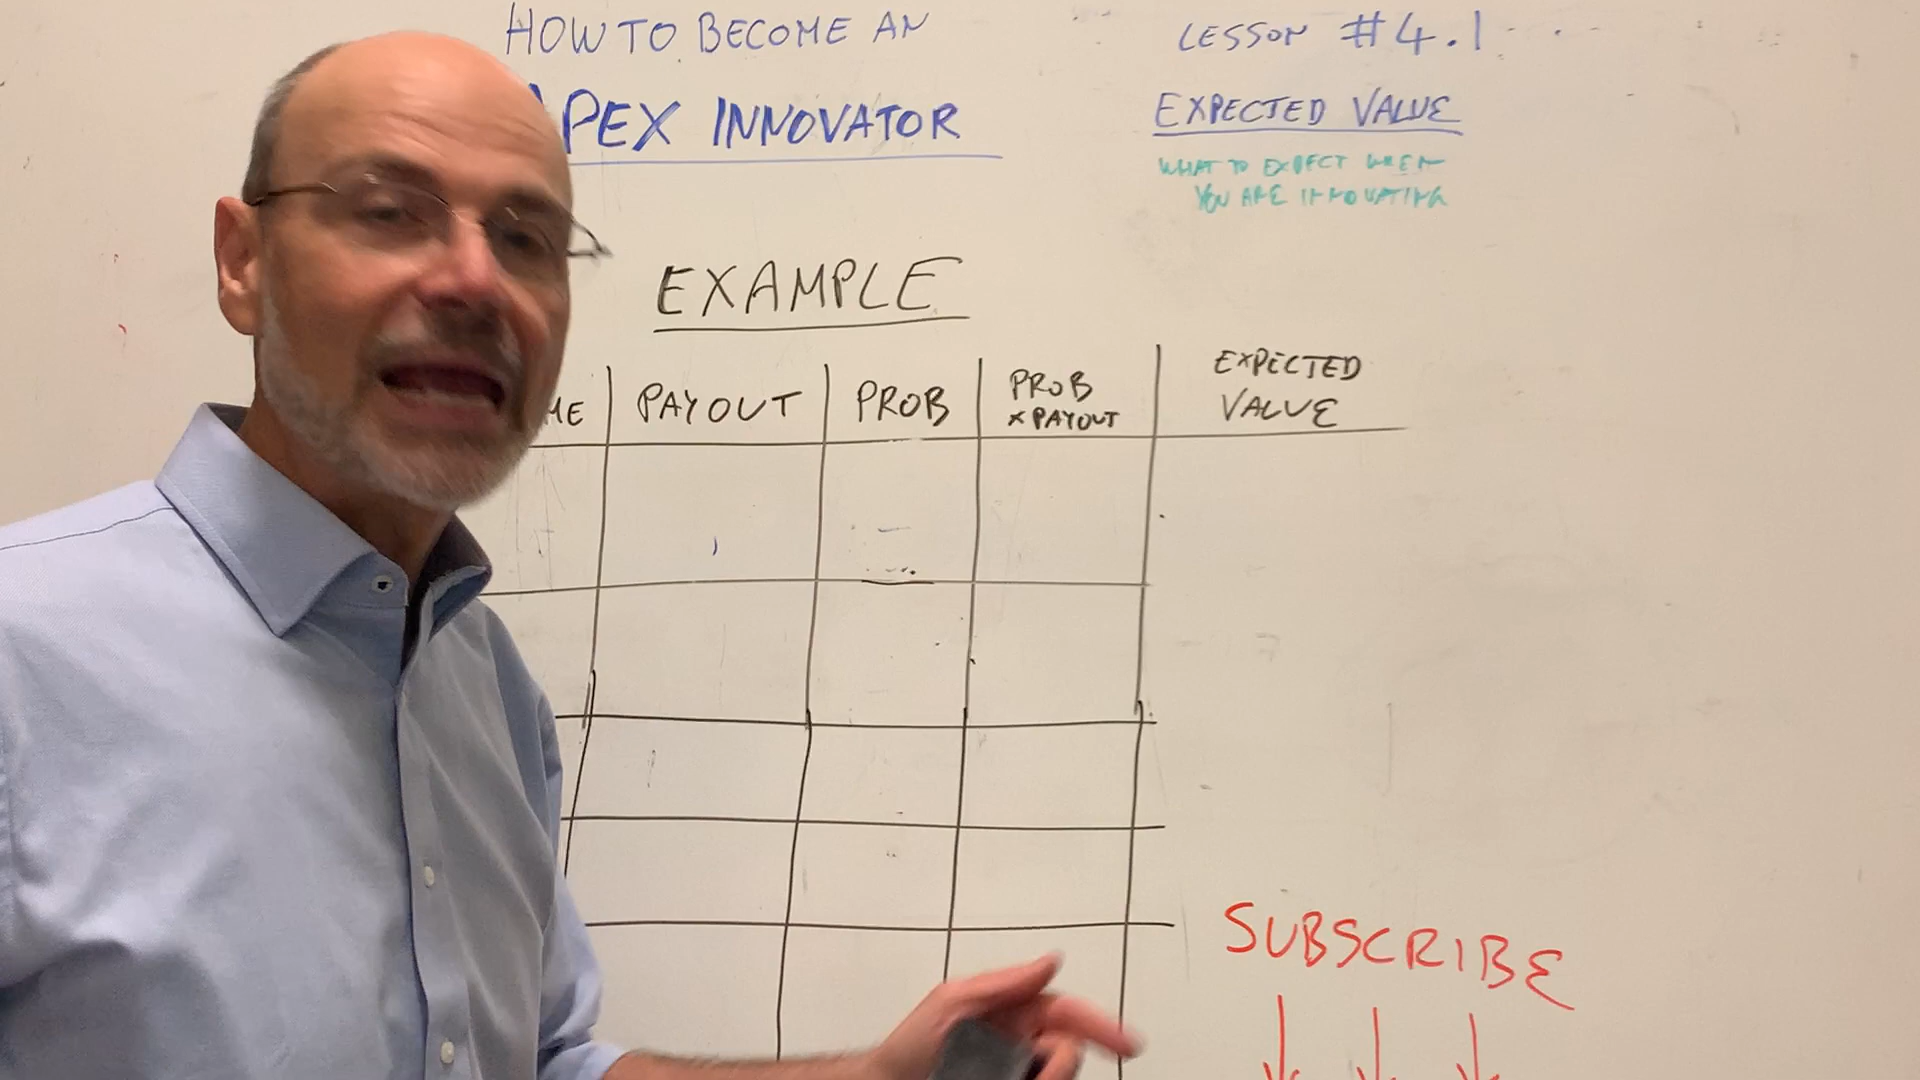 HOW TO BECOME AN
PEX INNOVATOR
LESSON #4.1
EXPECTED VALUE
WHAT TO EXPECT WHEN
YOU ARE INNOVATING
EXAMPLE
ME
PAYOUT
PROB
PROB
x PAYOUT
EXPECTED
VALUE
SUBSCRIBE